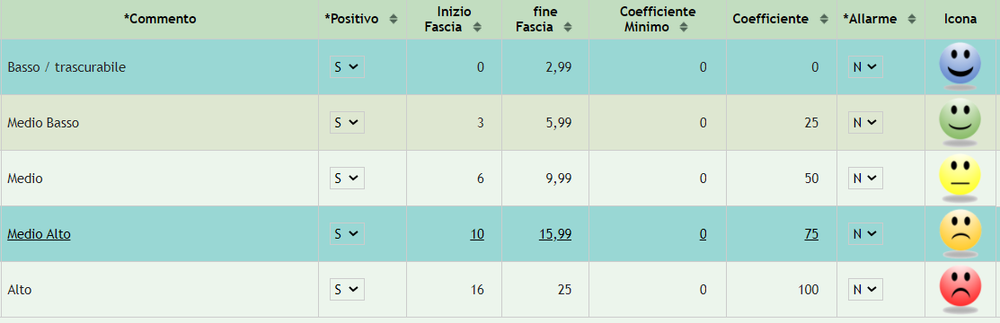 *Commento *Positivo Inizio Fascia fine Fascia Coefficiente Minimo Coefficiente *Allarme Icona
Basso / trascurabile S 0 2,99 0 0 N
Medio Basso S 3 5,99 0 25 N
Medio S 6 9,99 0 50 N
Medio Alto S 10 15,99 0 75 N
Alto S 16 25 0 100 N